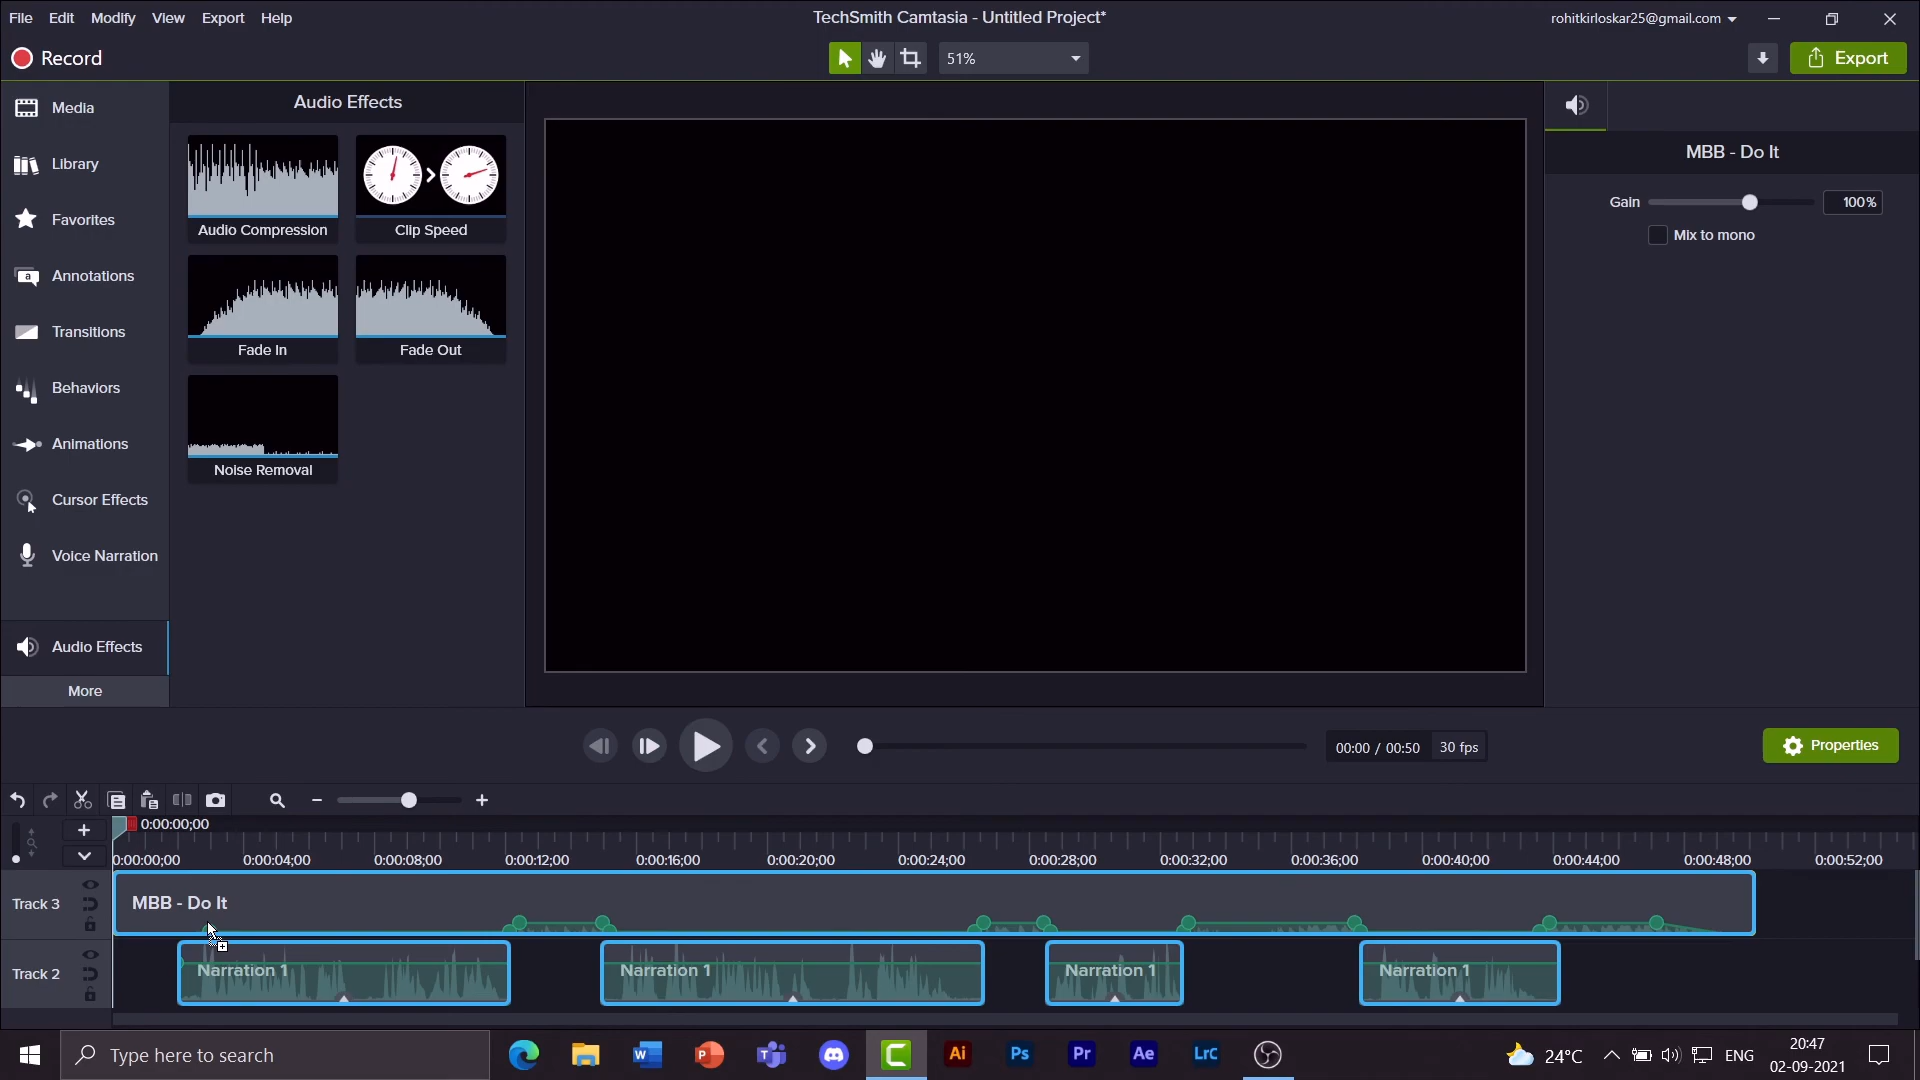 File Edit Modify View Export Help
TechSmith Camtasia - Untitled Project*
rohitkirloskar25@gmail.com
Record
51%
Export
Media
Library
Favorites
Annotations
Transitions
Behaviors
Animations
Cursor Effects
Voice Narration
Audio Effects
More
Audio Effects
Audio Compression
Clip Speed
Fade In
Fade Out
Noise Removal
MBB - Do It
Gain
100%
Mix to mono
00:00 / 00:50
30 fps
Properties
0:00:00;00
0:00:00;00 0:00:04;00 0:00:08;00 0:00:12;00 0:00:16;00 0:00:20;00 0:00:24;00 0:00:28;00 0:00:32;00 0:00:36;00 0:00:40;00 0:00:44;00 0:00:48;00 0:00:52;00
Track 3
MBB - Do It
Track 2
Narration 1
Narration 1
Narration 1
Narration 1
Type here to search
Ai
Ps
Pr
Ae
LrC
24°C
ENG
20:47
02-09-2021